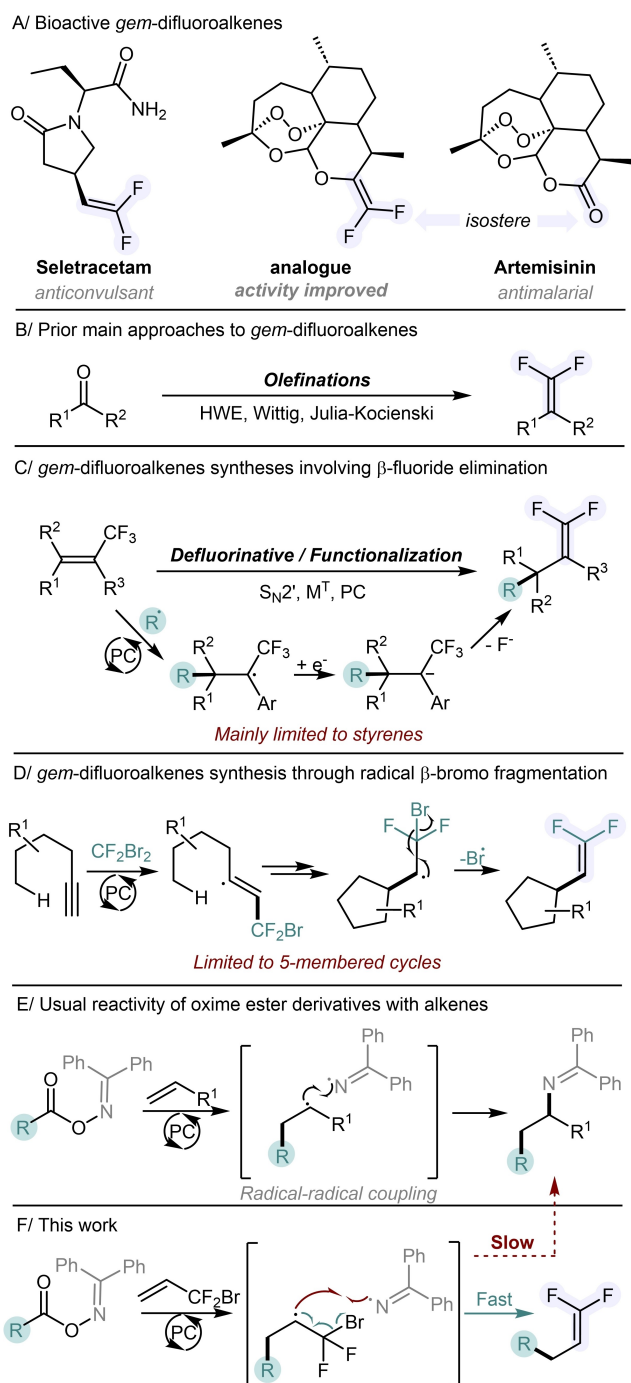 A/ Bioactive gem-difluoroalkenes
O
NH2
N
O
F
F
O
O
O
O
F
F
O
O
O
O
O
isostere
Seletracetam
analogue
Artemisinin
anticonvulsant
activity improved
antimalarial
B/ Prior main approaches to gem-difluoroalkenes
O
R1
R2
Olefinations
HWE, Wittig, Julia-Kocienski
F
F
R1
R2
C/ gem-difluoroalkenes syntheses involving β-fluoride elimination
R2
CF3
R1
R3
Defluorinative / Functionalization
SN2', MT, PC
F
F
R1
R
R3
R2
R•
PC
R2
CF3
R
R1
Ar
+ e-
R2
CF3
R
R1
Ar
- F-
Mainly limited to styrenes
D/ gem-difluoroalkenes synthesis through radical β-bromo fragmentation
R1
H
CF2Br2
PC
R1
H
CF2Br
Br
F
F
R1
-Br•
F
F
R1
Limited to 5-membered cycles
E/ Usual reactivity of oxime ester derivatives with alkenes
Ph
Ph
O
N
R
O
R1
PC
Ph
N
Ph
R1
R
Radical-radical coupling
Ph
Ph
N
R1
R
F/ This work
Ph
Ph
O
N
R
O
CF2Br
PC
Ph
N
Ph
Br
F
F
R
Slow
Fast
F
F
R